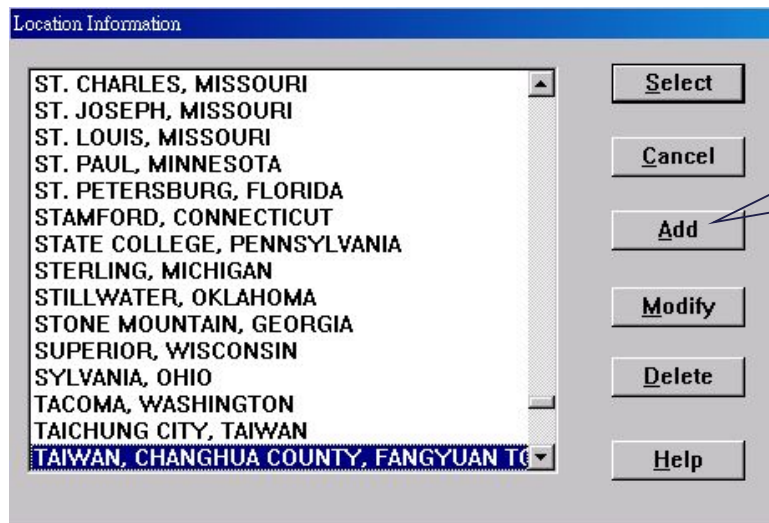 Location Information
ST. CHARLES, MISSOURI
ST. JOSEPH, MISSOURI
ST. LOUIS, MISSOURI
ST. PAUL, MINNESOTA
ST. PETERSBURG, FLORIDA
STAMFORD, CONNECTICUT
STATE COLLEGE, PENNSYLVANIA
STERLING, MICHIGAN
STILLWATER, OKLAHOMA
STONE MOUNTAIN, GEORGIA
SUPERIOR, WISCONSIN
SYLVANIA, OHIO
TACOMA, WASHINGTON
TAICHUNG CITY, TAIWAN
TAIWAN, CHANGHUA COUNTY, FANGYUAN
Select
Cancel
Add
Modify
Delete
Help